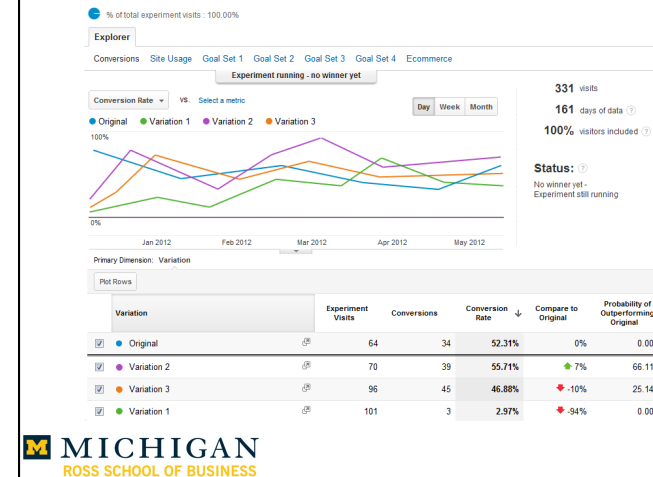 % of total experiment visits : 100.00%
Explorer
Conversions Site Usage Goal Set 1 Goal Set 2 Goal Set 3 Goal Set 4 Ecommerce
Experiment running - no winner yet
Conversion Rate VS. Select a metric Day Week Month
Original Variation 1 Variation 2 Variation 3
100%
0%
Jan 2012 Feb 2012 Mar 2012 Apr 2012 May 2012
331 visits
161 days of data ?
100% visitors included ?
Status: ?
No winner yet -
Experiment still running
Primary Dimension: Variation
Plot Rows
Variation Experiment Visits Conversions Conversion Rate Compare to Original Probability of Outperforming Original
Original 64 34 52.31% 0% 0.00
Variation 2 70 39 55.71% 7% 66.11
Variation 3 96 45 46.88% -10% 25.14
Variation 1 101 3 2.97% -94% 0.00
M MICHIGAN
ROSS SCHOOL OF BUSINESS